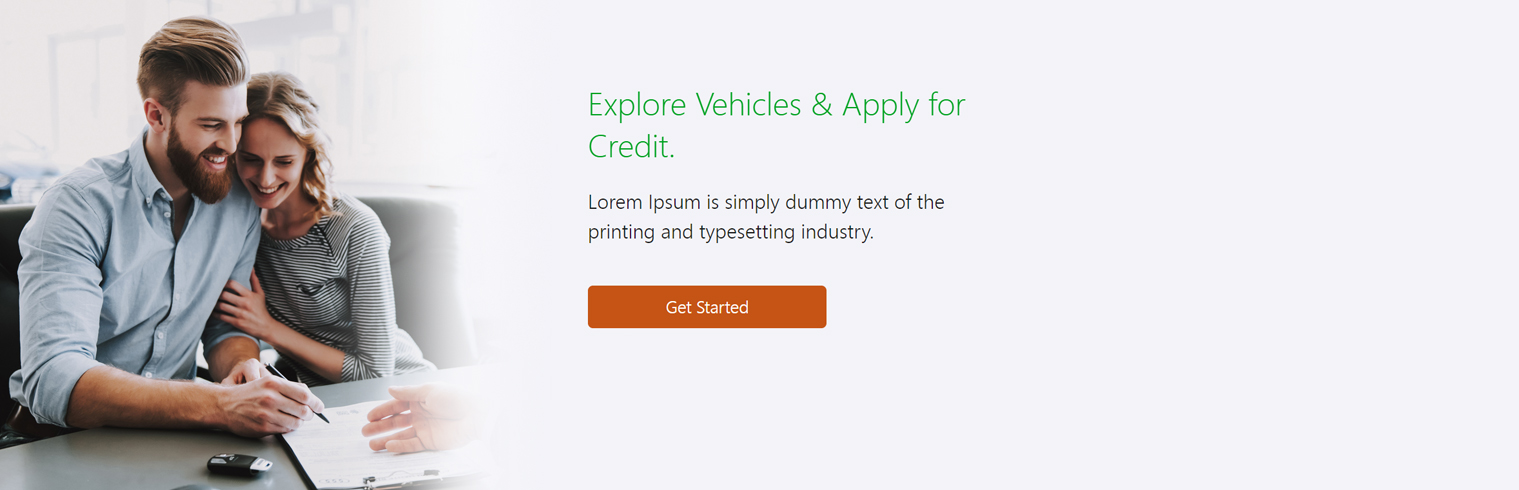 Explore Vehicles & Apply for
Credit.
Lorem Ipsum is simply dummy text of the
printing and typesetting industry.
Get Started